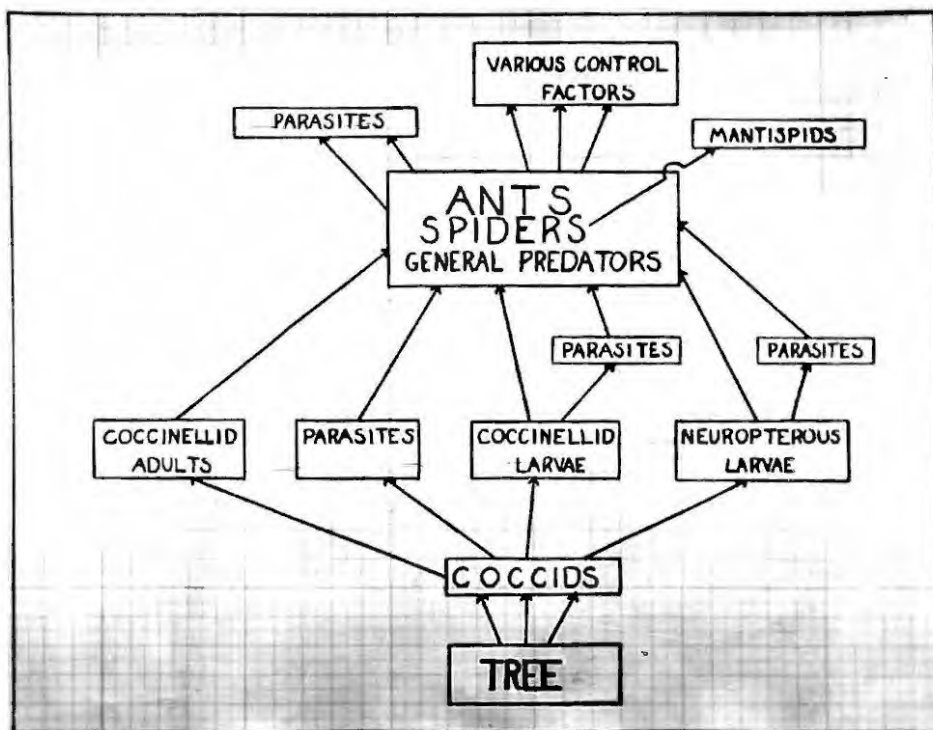 VARIOUS CONTROL
FACTORS
PARASITES
MANTISPIDS
ANTS
SPIDERS
GENERAL PREDATORS
PARASITES
PARASITES
COCCINELLID
ADULTS
PARASITES
COCCINELLID
LARVAE
NEUROPTEROUS
LARVAE
COCCIDS
TREE